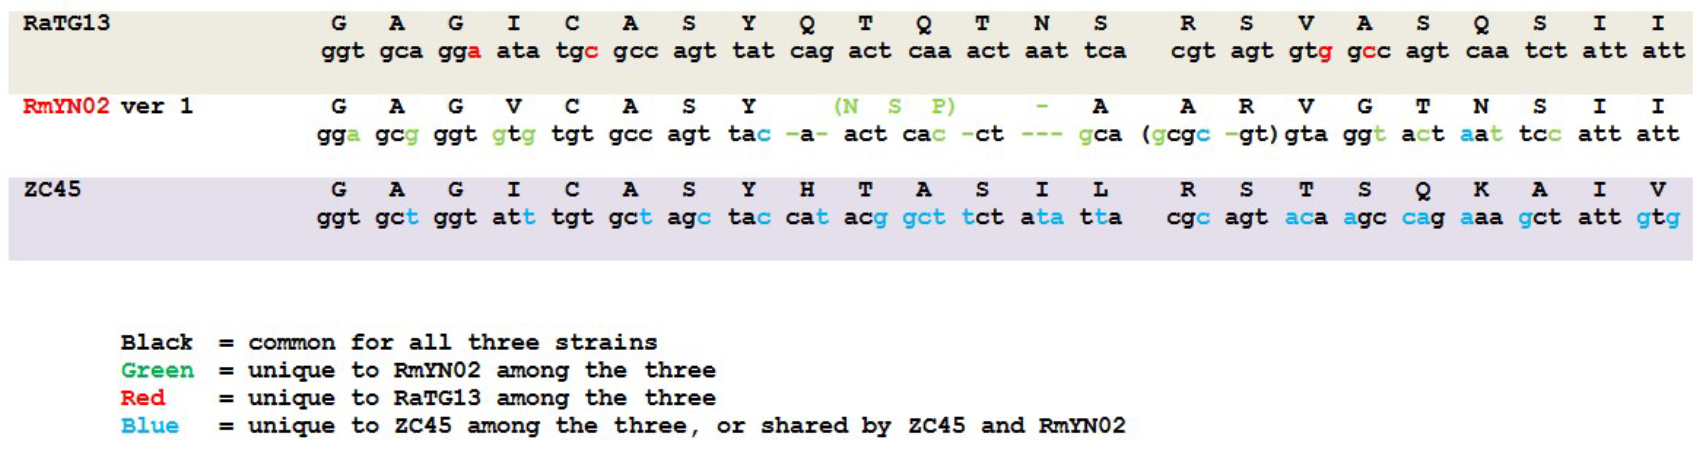 RaTG13 G A G I C A S Y Q T Q T N S R S V A S Q S I I
ggt gca gga ata tgc gcc agt tat cag act caa act aat tca cgt agt gtg gcc agt caa tct att att
RmYN02 ver 1 G A G V C A S Y (N S P) - A A R V G T N S I I
gga gcg ggt gtg tgt gcc agt tac -a- act cac -ct --- gca (gcgc -gt)gta ggt act aat tcc att att
ZC45 G A G I C A S Y H T A S I L R S T S Q K A I V
ggt gct ggt att tgt gct agc tac cat acg gct tct ata tta cgc agt aca agc cag aaa gct att gtg
Black = common for all three strains
Green = unique to RmYN02 among the three
Red = unique to RaTG13 among the three
Blue = unique to ZC45 among the three, or shared by ZC45 and RmYN02